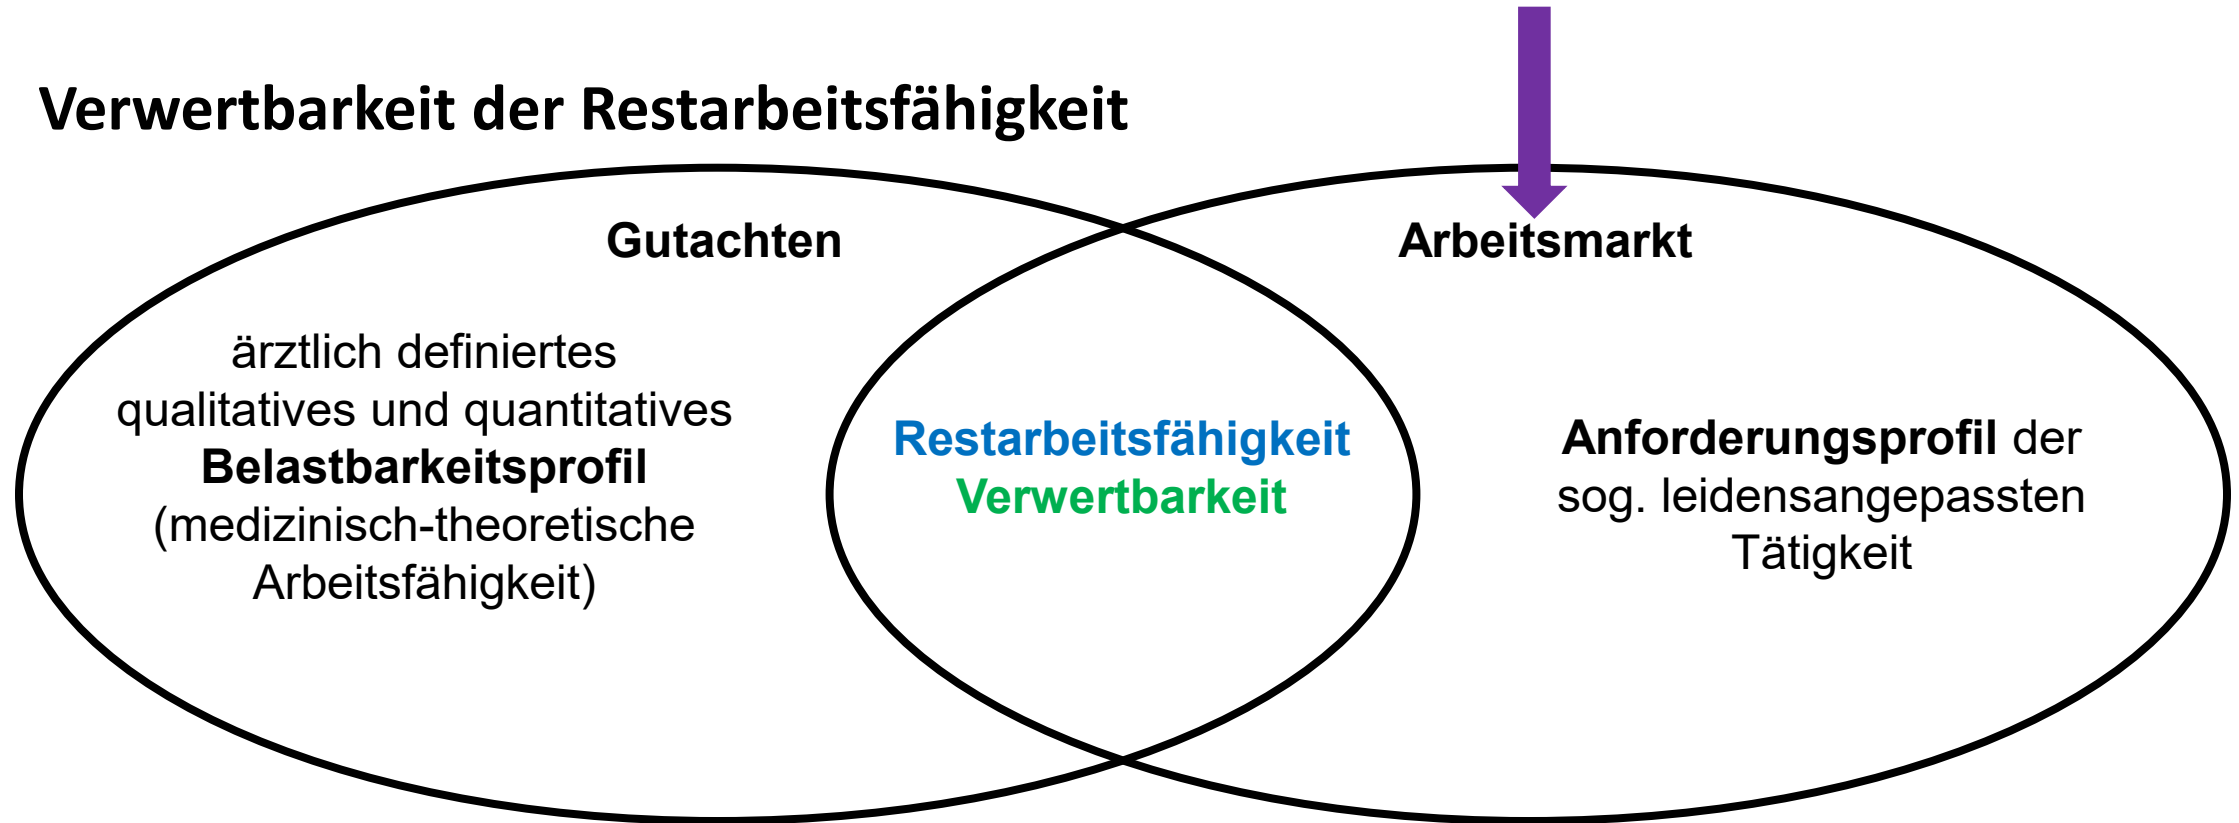 Verwertbarkeit der Restarbeitsfähigkeit
Gutachten
ärztlich definiertes
qualitatives und quantitatives
Belastbarkeitsprofil
(medizinisch-theoretische
Arbeitsfähigkeit)
Restarbeitsfähigkeit
Verwertbarkeit
Arbeitsmarkt
Anforderungsprofil der
sog. leidensangepassten
Tätigkeit